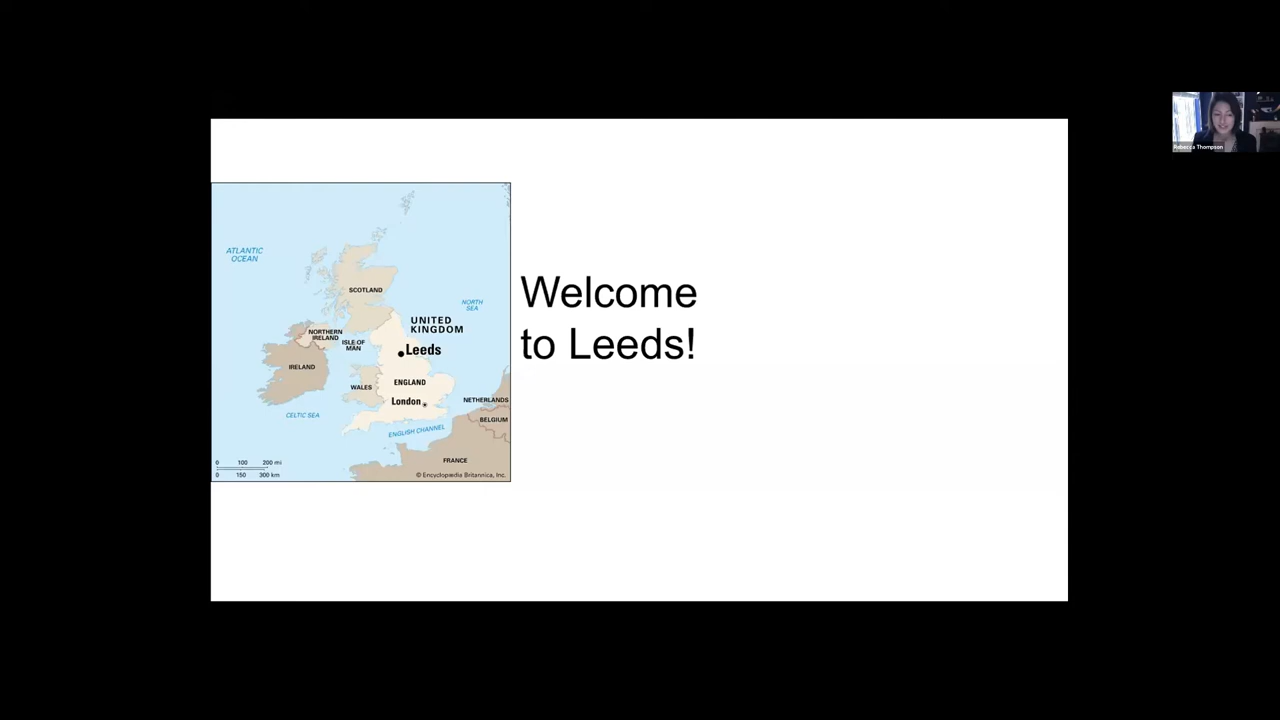 Rebecca Thompson
ATLANTIC
OCEAN
SCOTLAND
NORTH
SEA
UNITED
KINGDOM
NORTHERN
IRELAND
ISLE OF
MAN
Leeds
IRELAND
WALES
ENGLAND
London
NETHERLANDS
CELTIC SEA
BELGIUM
ENGLISH CHANNEL
FRANCE
0 100 200 mi
0 150 300 km
© Encyclopædia Britannica, Inc.
Welcome
to Leeds!